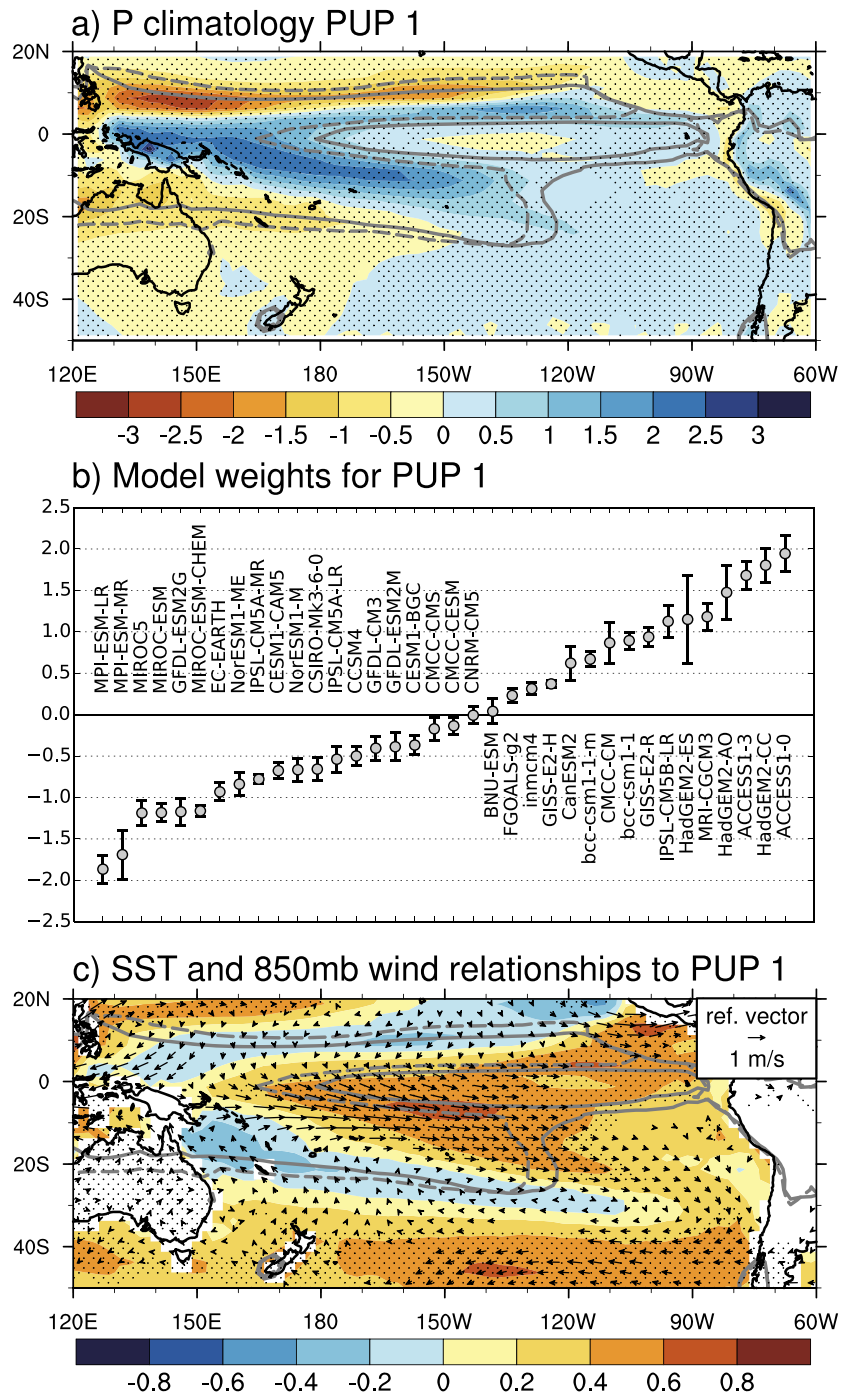 a) P climatology PUP 1
20N
0
20S
40S
120E 150E 180 150W 120W 90W 60W
-3 -2.5 -2 -1.5 -1 -0.5 0 0.5 1 1.5 2 2.5 3
b) Model weights for PUP 1
2.5
2.0
1.5
1.0
0.5
0.0
−0.5
−1.0
−1.5
−2.0
−2.5
MPI-ESM-LR
MPI-ESM-MR
MIROC5
MIROC-ESM
GFDL-ESM2G
MIROC-ESM-CHEM
EC-EARTH
NorESM1-ME
IPSL-CM5A-MR
CESM1-CAM5
NorESM1-M
CSIRO-Mk3-6-0
IPSL-CM5A-LR
CCSM4
GFDL-CM3
GFDL-ESM2M
CESM1-BGC
CMCC-CMS
CMCC-CESM
CNRM-CM5
BNU-ESM
FGOALS-g2
inmcm4
GISS-E2-H
CanESM2
bcc-csm1-1-m
CMCC-CM
bcc-csm1-1
GISS-E2-R
IPSL-CM5B-LR
HadGEM2-ES
MRI-CGCM3
HadGEM2-AO
ACCESS1-3
HadGEM2-CC
ACCESS1-0
c) SST and 850mb wind relationships to PUP 1
20N
0
20S
40S
ref. vector
1 m/s
120E 150E 180 150W 120W 90W 60W
-0.8 -0.6 -0.4 -0.2 0 0.2 0.4 0.6 0.8